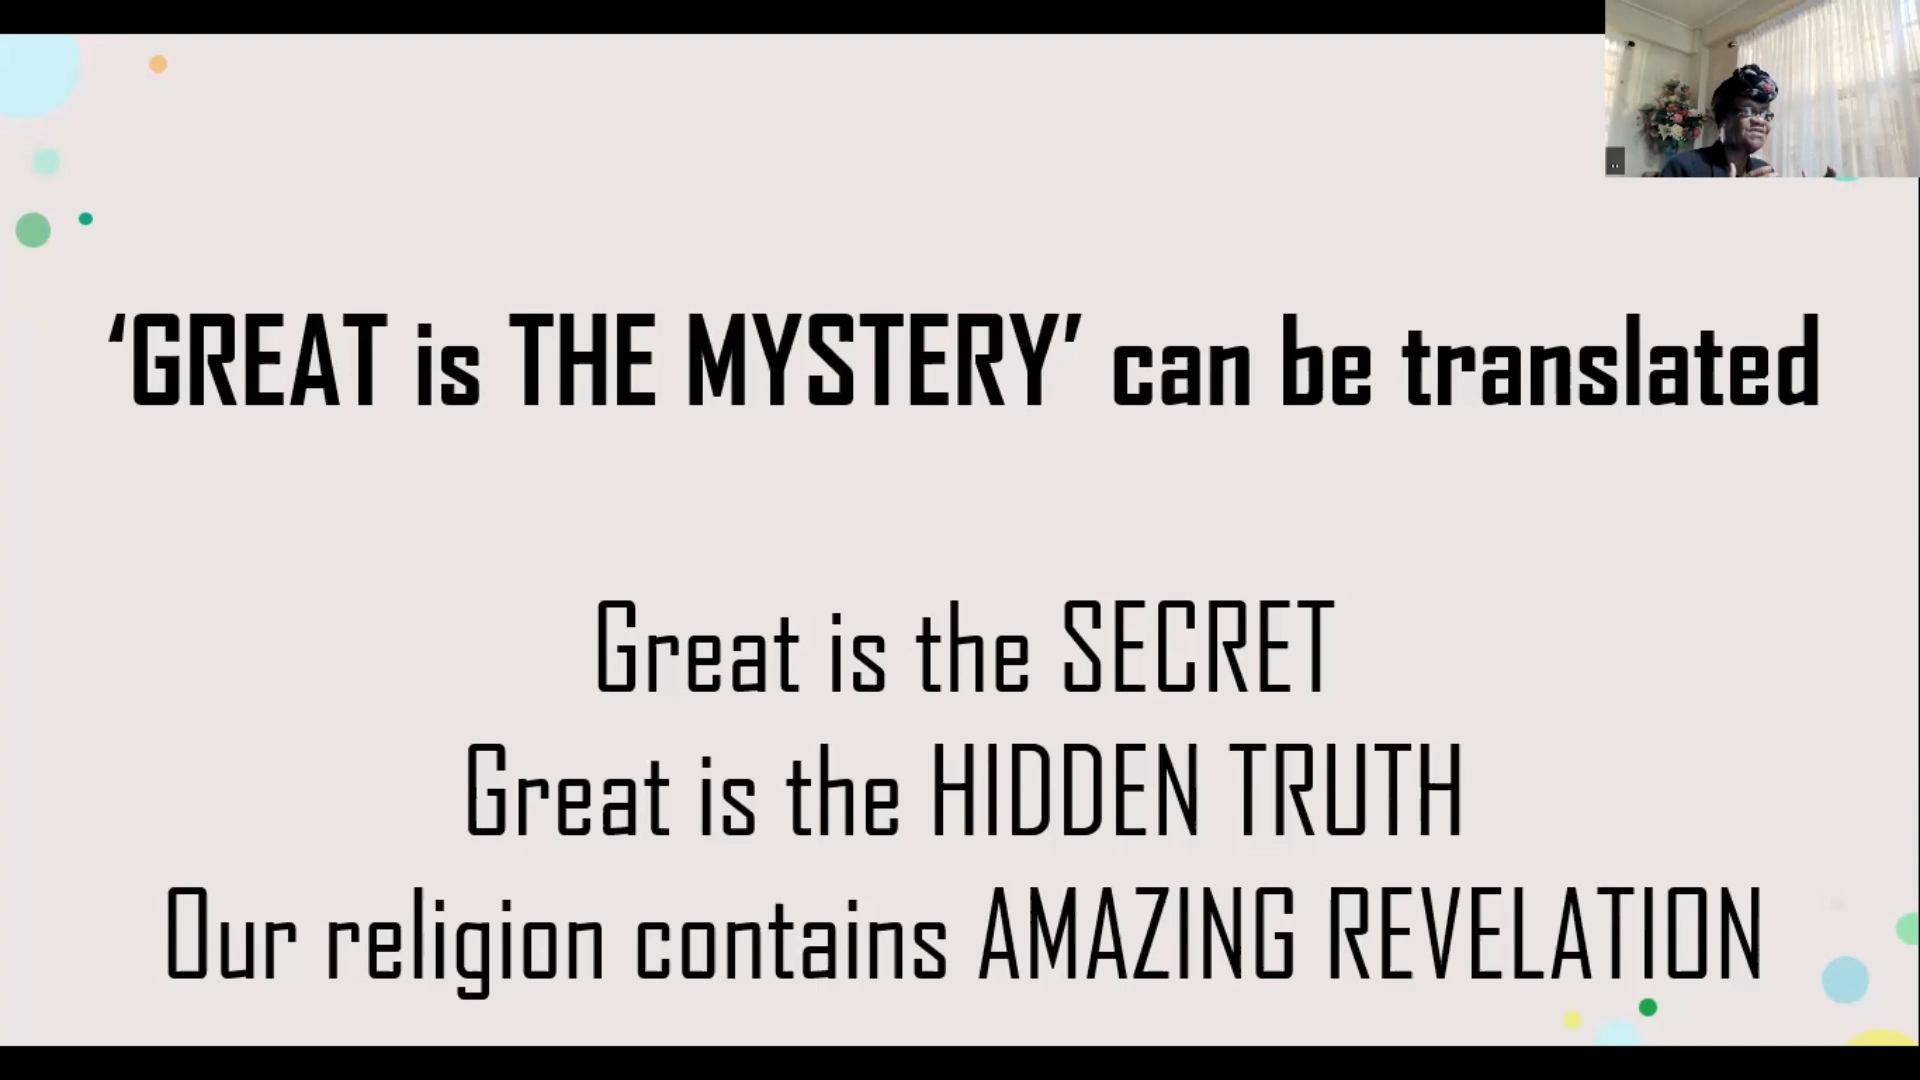 ‘GREAT is THE MYSTERY’ can be translated
Great is the SECRET
Great is the HIDDEN TRUTH
Our religion contains AMAZING REVELATION